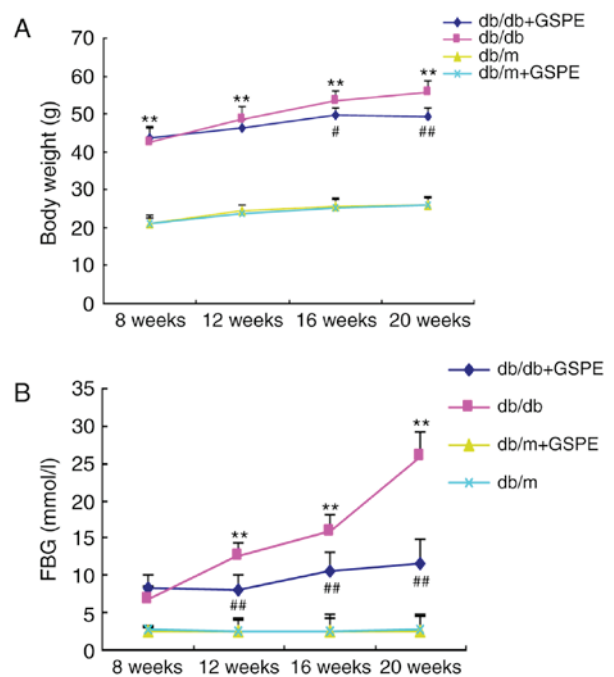 A
db/db+GSPE
db/db
db/m
db/m+GSPE
Body weight (g)
70
60
50
40
30
20
10
0
** ** ** **
# ##
8 weeks 12 weeks 16 weeks 20 weeks
B
db/db+GSPE
db/db
db/m+GSPE
db/m
FBG (mmol/l)
35
30
25
20
15
10
5
0
** ** **
## ## ##
8 weeks 12 weeks 16 weeks 20 weeks